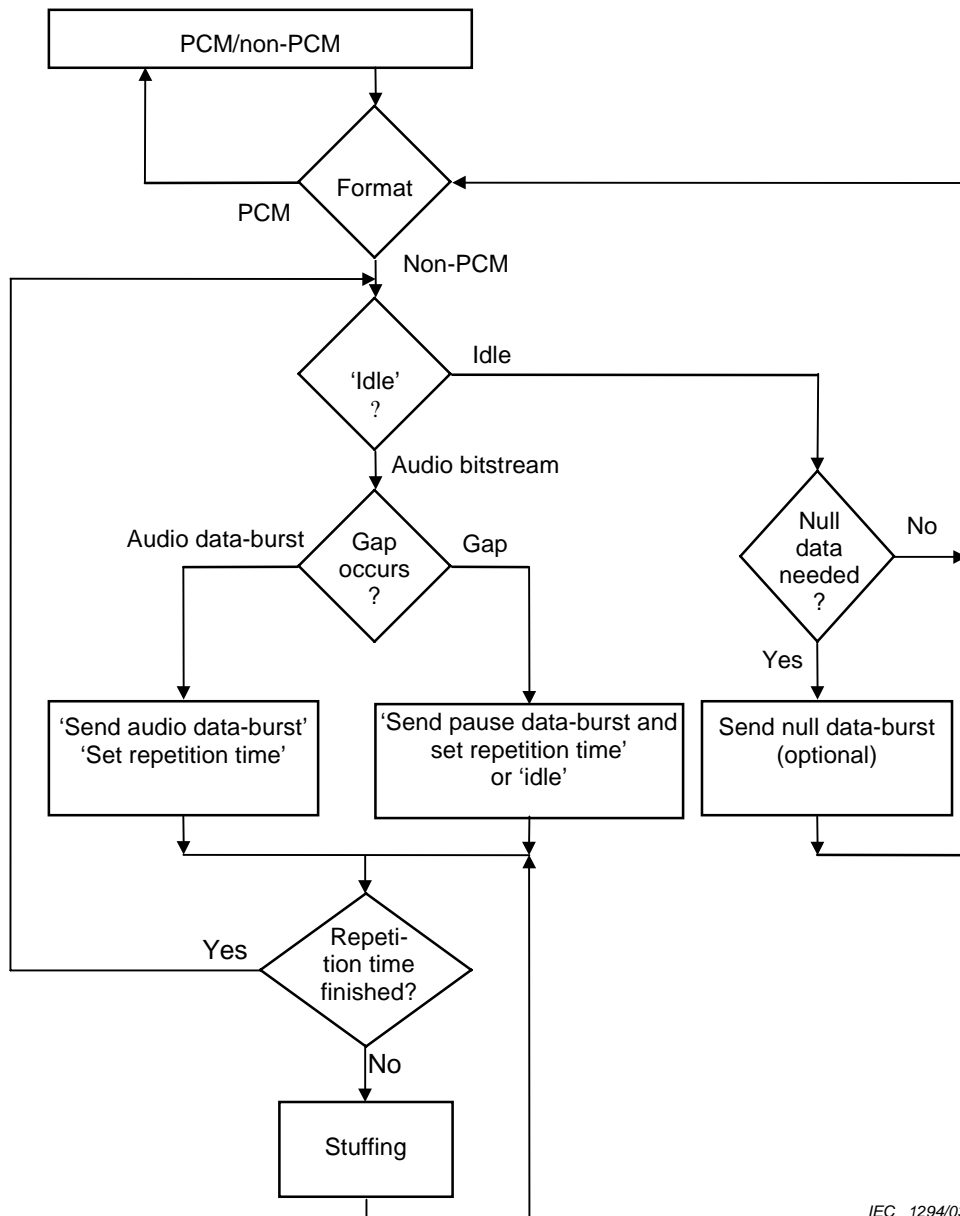 PCM/non-PCM
Format
PCM
Non-PCM
Idle
‘Idle’
?
Audio bitstream
Audio data-burst
Gap
occurs
?
Gap
Null
data
needed
?
No
Yes
‘Send audio data-burst’
‘Set repetition time’
‘Send pause data-burst and
set repetition time’
or ‘idle’
Send null data-burst
(optional)
Yes
Repeti-
tion time
finished?
No
Stuffing
IEC